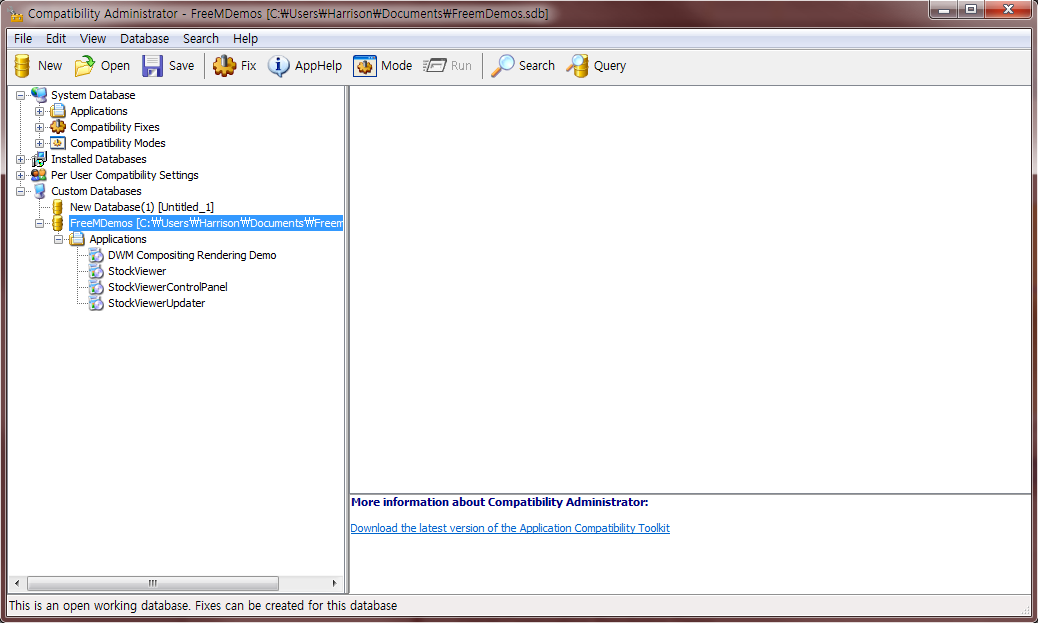 Compatibility Administrator - FreeMDemos [C:₩Users₩Harrison₩Documents₩FreemDemos.sdb]
File Edit View Database Search Help
New Open Save Fix AppHelp Mode Run Search Query
System Database
Applications
Compatibility Fixes
Compatibility Modes
Installed Databases
Per User Compatibility Settings
Custom Databases
New Database(1) [Untitled_1]
FreeMDemos [C:₩Users₩Harrison₩Documents₩Freem
Applications
DWM Compositing Rendering Demo
StockViewer
StockViewerControlPanel
StockViewerUpdater
More information about Compatibility Administrator:
Download the latest version of the Application Compatibility Toolkit
This is an open working database. Fixes can be created for this database